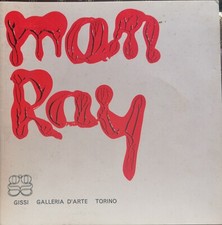 man
Ray
GISSI GALLERIA D'ARTE TORINO